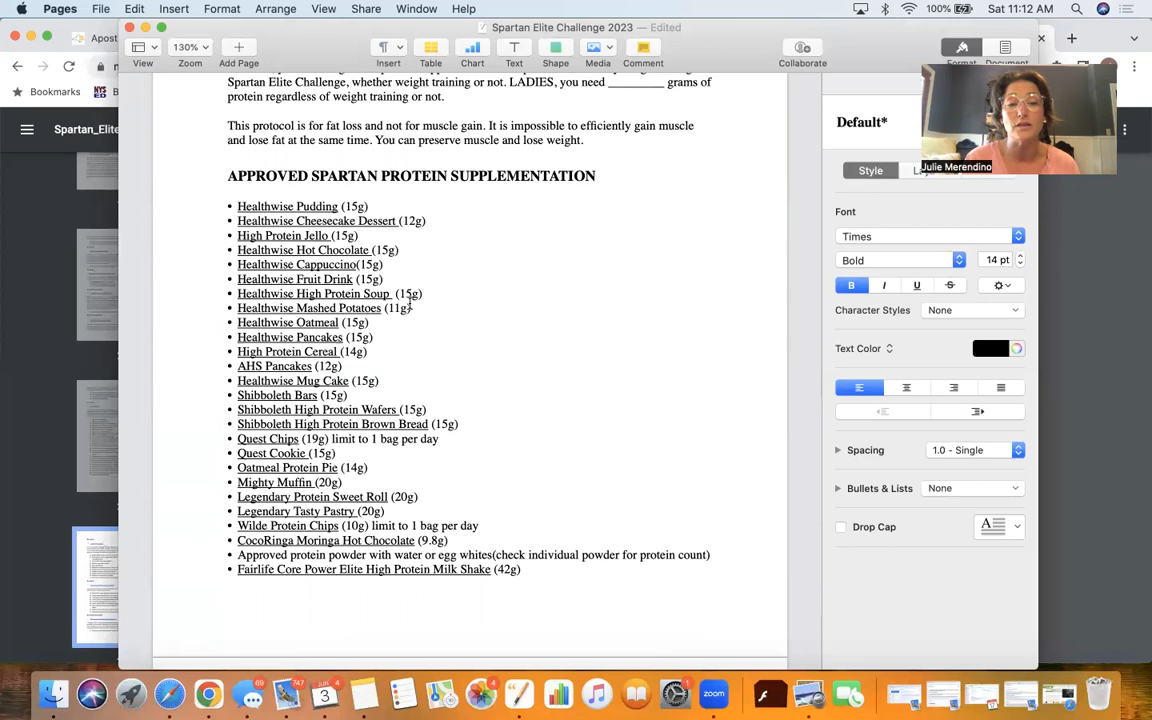 Pages File Edit Insert Format Arrange View Share Window Help 100% Sat 11:12 AM
Spartan Elite Challenge 2023 — Edited
130%
View Zoom Add Page Insert Table Chart Text Shape Media Comment Collaborate Format Document
Bookmarks
Spartan_Elite
Spartan Elite Challenge, whether weight training or not. LADIES, you need _________ grams of
protein regardless of weight training or not.
This protocol is for fat loss and not for muscle gain. It is impossible to efficiently gain muscle
and lose fat at the same time. You can preserve muscle and lose weight.
APPROVED SPARTAN PROTEIN SUPPLEMENTATION
• Healthwise Pudding (15g)
• Healthwise Cheesecake Dessert (12g)
• High Protein Jello (15g)
• Healthwise Hot Chocolate (15g)
• Healthwise Cappuccino(15g)
• Healthwise Fruit Drink (15g)
• Healthwise High Protein Soup (15g)
• Healthwise Mashed Potatoes (11g)
• Healthwise Oatmeal (15g)
• Healthwise Pancakes (15g)
• High Protein Cereal (14g)
• AHS Pancakes (12g)
• Healthwise Mug Cake (15g)
• Shibboleth Bars (15g)
• Shibboleth High Protein Wafers (15g)
• Shibboleth High Protein Brown Bread (15g)
• Quest Chips (19g) limit to 1 bag per day
• Quest Cookie (15g)
• Oatmeal Protein Pie (14g)
• Mighty Muffin (20g)
• Legendary Protein Sweet Roll (20g)
• Legendary Tasty Pastry (20g)
• Wilde Protein Chips (10g) limit to 1 bag per day
• CocoRinga Moringa Hot Chocolate (9.8g)
• Approved protein powder with water or egg whites(check individual powder for protein count)
• Fairlife Core Power Elite High Protein Milk Shake (42g)
Julie Merendino
Default*
Style
Font
Times
Bold 14 pt
B I U S
Character Styles None
Text Color
Spacing 1.0 - Single
Bullets & Lists None
Drop Cap A
69 747 JUN 3 4 1
zoom